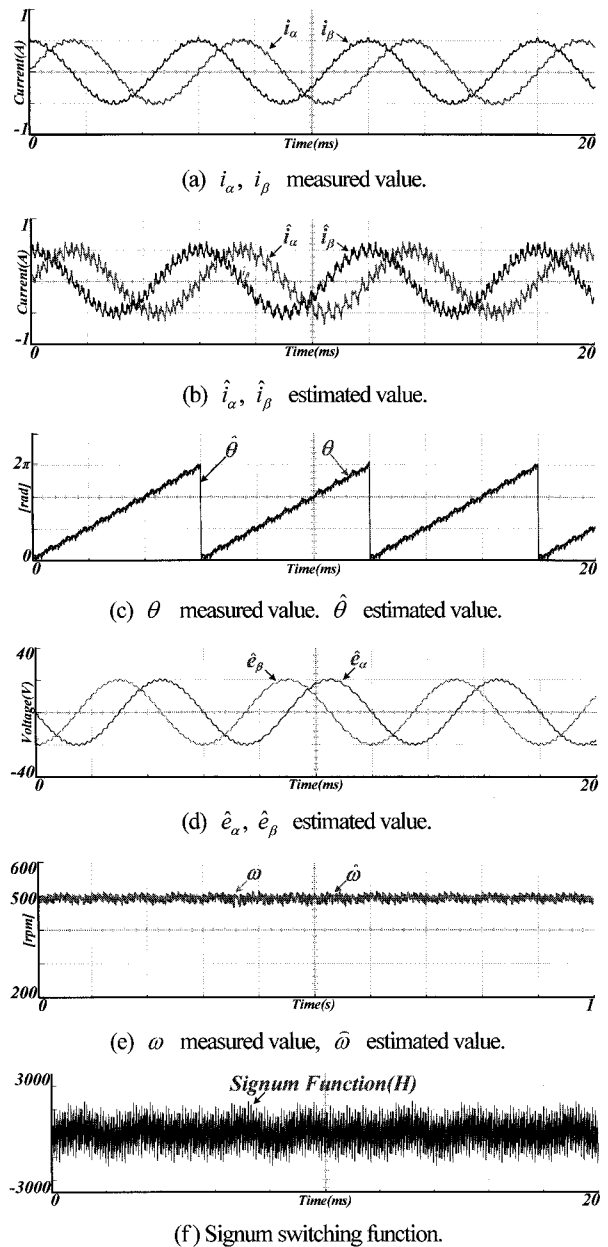 1
î_α i_β
Current(A)
-1
0 Time(ms) 20
(a) i_α, i_β measured value.
1
î_α î_β
Current(A)
-1
0 Time(ms) 20
(b) î_α, î_β estimated value.
2π θ̂ θ
[rad]
0
0 Time(ms) 20
(c) θ measured value. θ̂ estimated value.
40
ê_β ê_α
Voltage(V)
-40
0 Time(ms) 20
(d) ê_α, ê_β estimated value.
600
ω ω̂
500
[rpm]
200
0 Time(s) 1
(e) ω measured value, ω̂ estimated value.
3000
Signum Function(H)
-3000
0 Time(ms) 20
(f) Signum switching function.